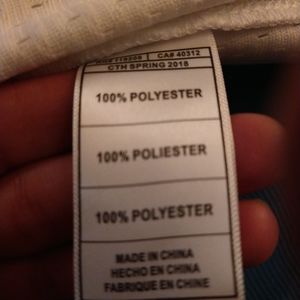 CA# 40312
CTH SPRING 2018
100% POLYESTER
100% POLIESTER
100% POLYESTER
MADE IN CHINA
HECHO EN CHINA
FABRIQUE EN CHINE